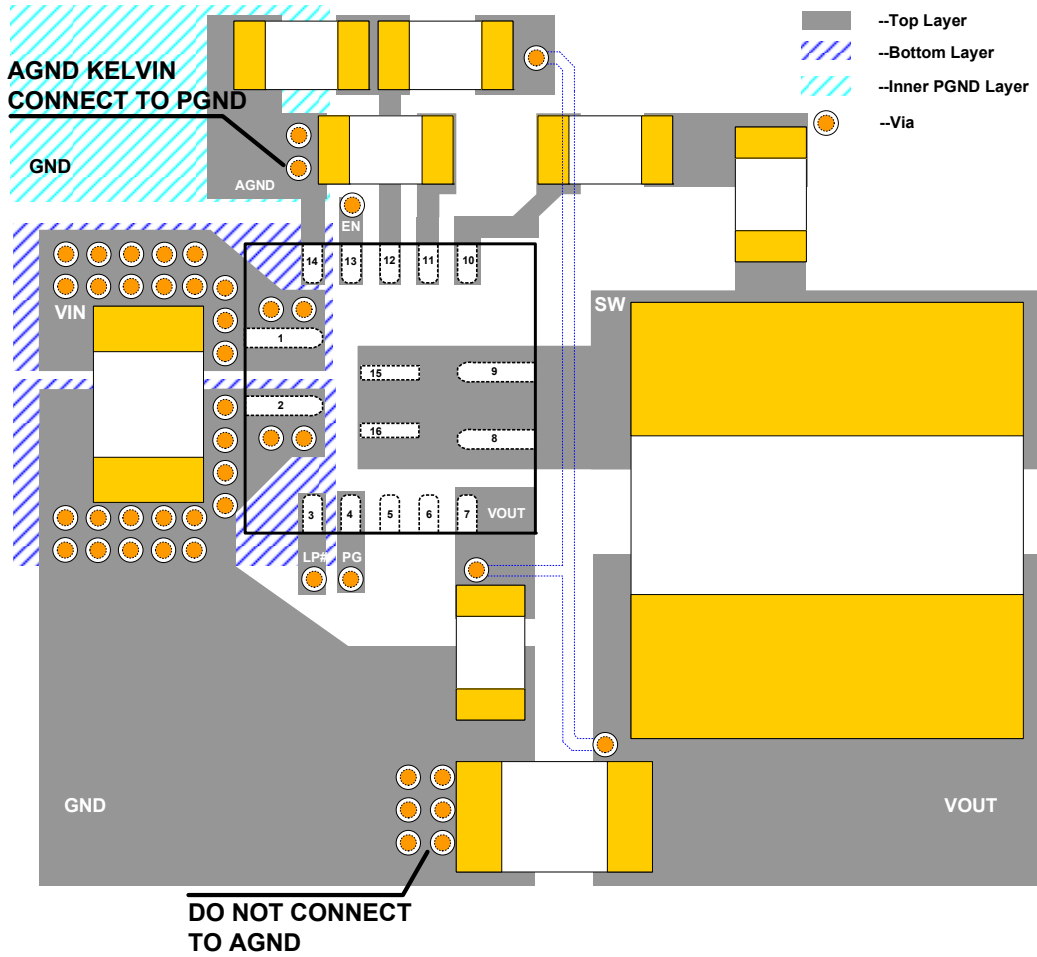 --Top Layer
--Bottom Layer
--Inner PGND Layer
--Via
AGND KELVIN
CONNECT TO PGND
GND
AGND
EN
14
13
12
11
10
VIN
SW
1
15
9
2
16
8
3
4
5
6
7
VOUT
LP#
PG
GND
VOUT
DO NOT CONNECT
TO AGND